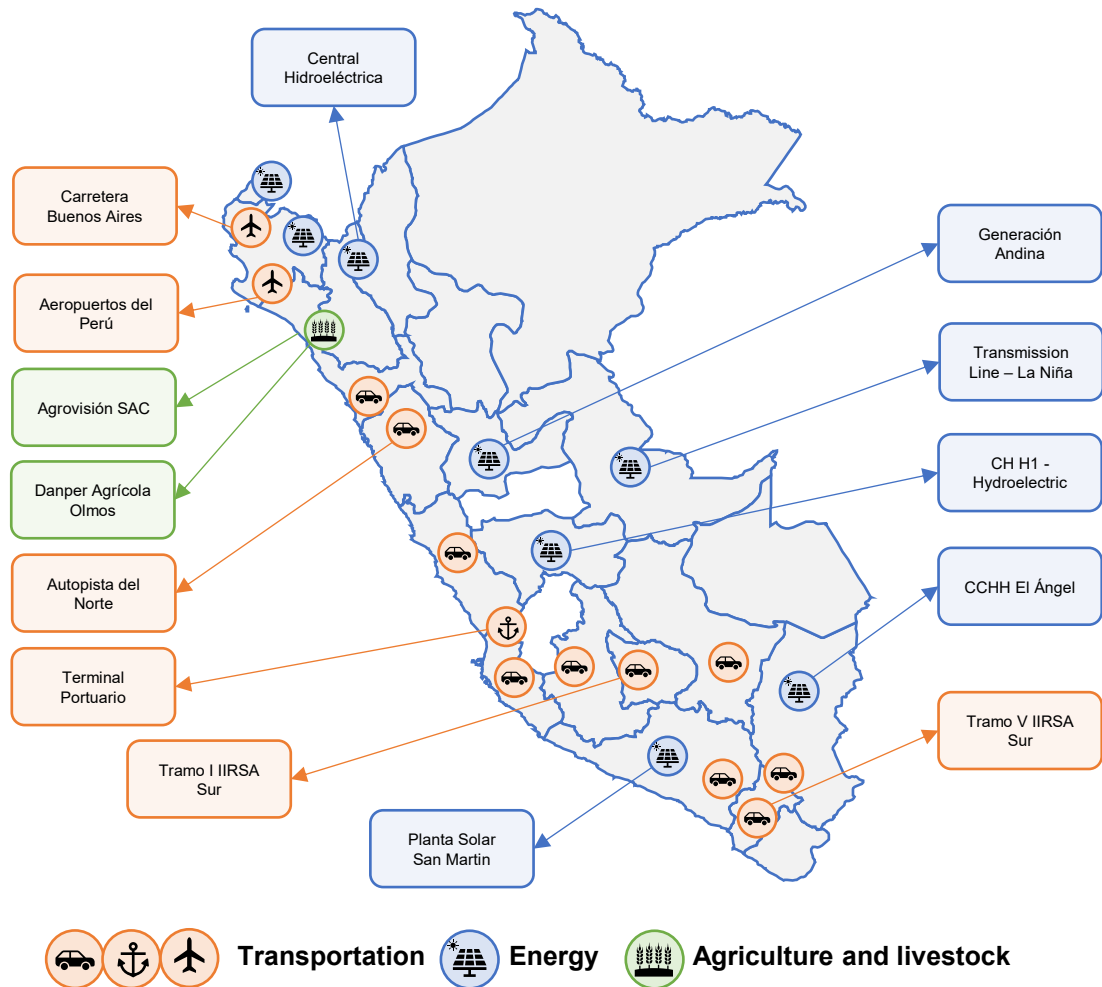 Central
Hidroeléctrica
Carretera
Buenos Aires
Aeropuertos del
Perú
Agrovisión SAC
Danper Agrícola
Olmos
Autopista del
Norte
Terminal
Portuario
Tramo I IIRSA
Sur
Planta Solar
San Martin
Generación
Andina
Transmission
Line – La Niña
CH H1 -
Hydroelectric
CCHH El Ángel
Tramo V IIRSA
Sur
Transportation
Energy
Agriculture and livestock